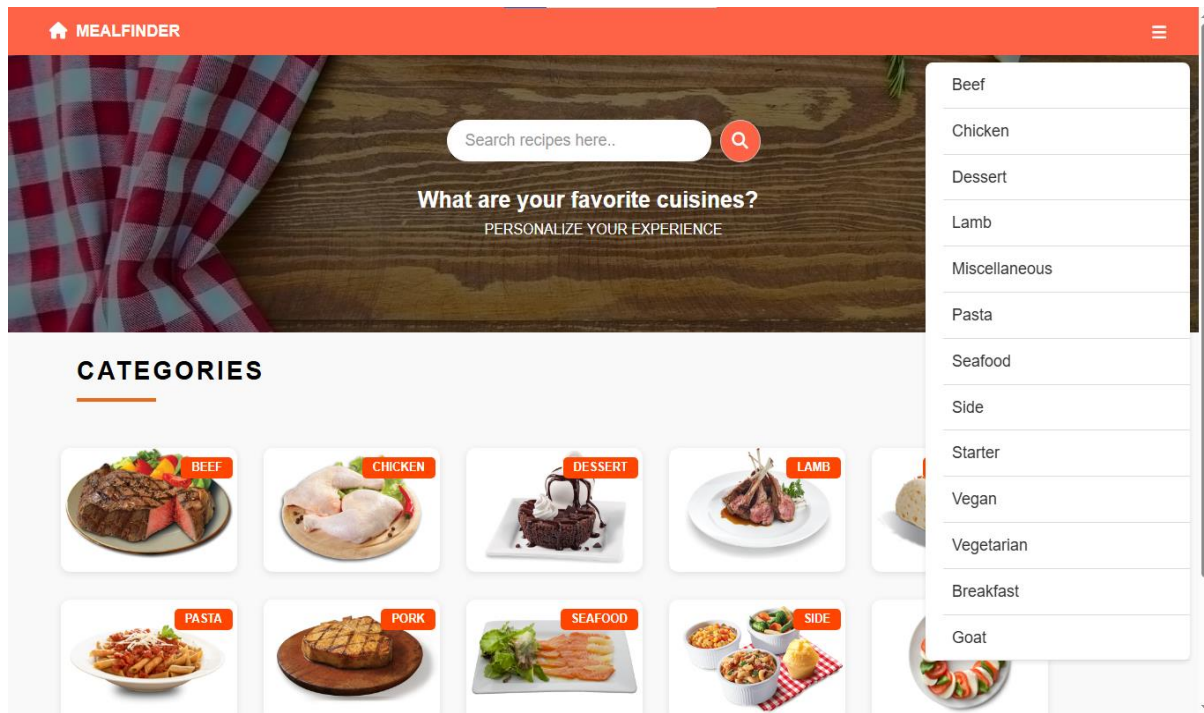 MEALFINDER
Search recipes here..
What are your favorite cuisines?
PERSONALIZE YOUR EXPERIENCE
Beef
Chicken
Dessert
Lamb
Miscellaneous
Pasta
Seafood
Side
Starter
Vegan
Vegetarian
Breakfast
Goat
CATEGORIES
BEEF
CHICKEN
DESSERT
LAMB
PASTA
PORK
SEAFOOD
SIDE